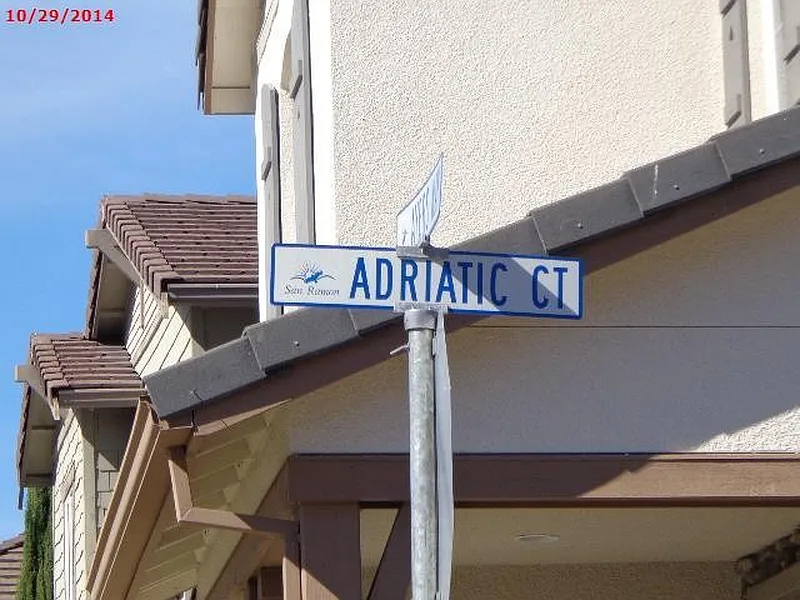 10/29/2014
San Ramon
ADRIATIC CT